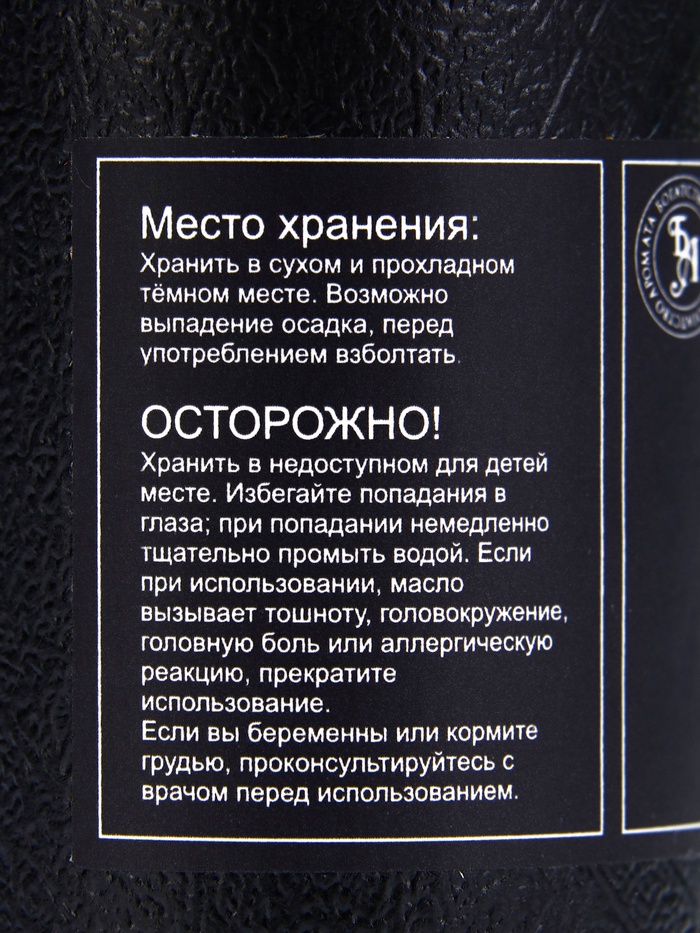 Место хранения:
Хранить в сухом и прохладном
тёмном месте. Возможно
выпадение осадка, перед
употреблением взболтать.
ОСТОРОЖНО!
Хранить в недоступном для детей
месте. Избегайте попадания в
глаза; при попадании немедленно
тщательно промыть водой. Если
при использовании, масло
вызывает тошноту, головокружение,
головную боль или аллергическую
реакцию, прекратите
использование.
Если вы беременны или кормите
грудью, проконсультируйтесь с
врачом перед использованием.
АРОМАТА